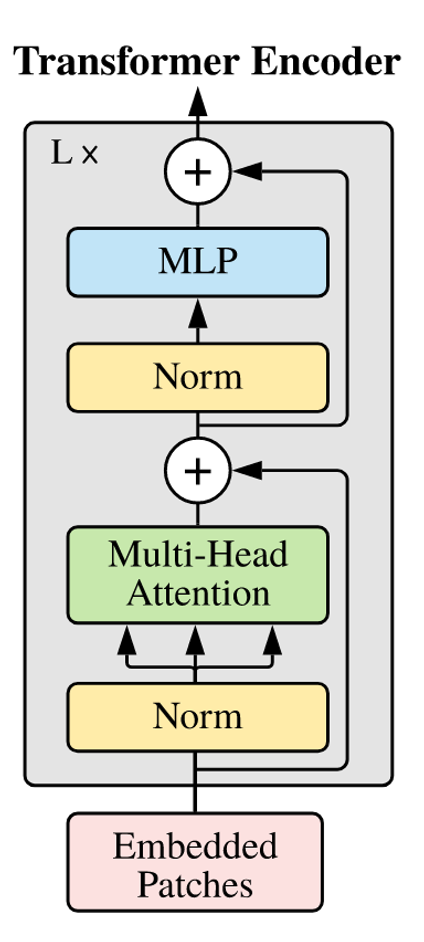 Transformer Encoder
L ×
+
MLP
Norm
+
Multi-Head
Attention
Norm
Embedded
Patches